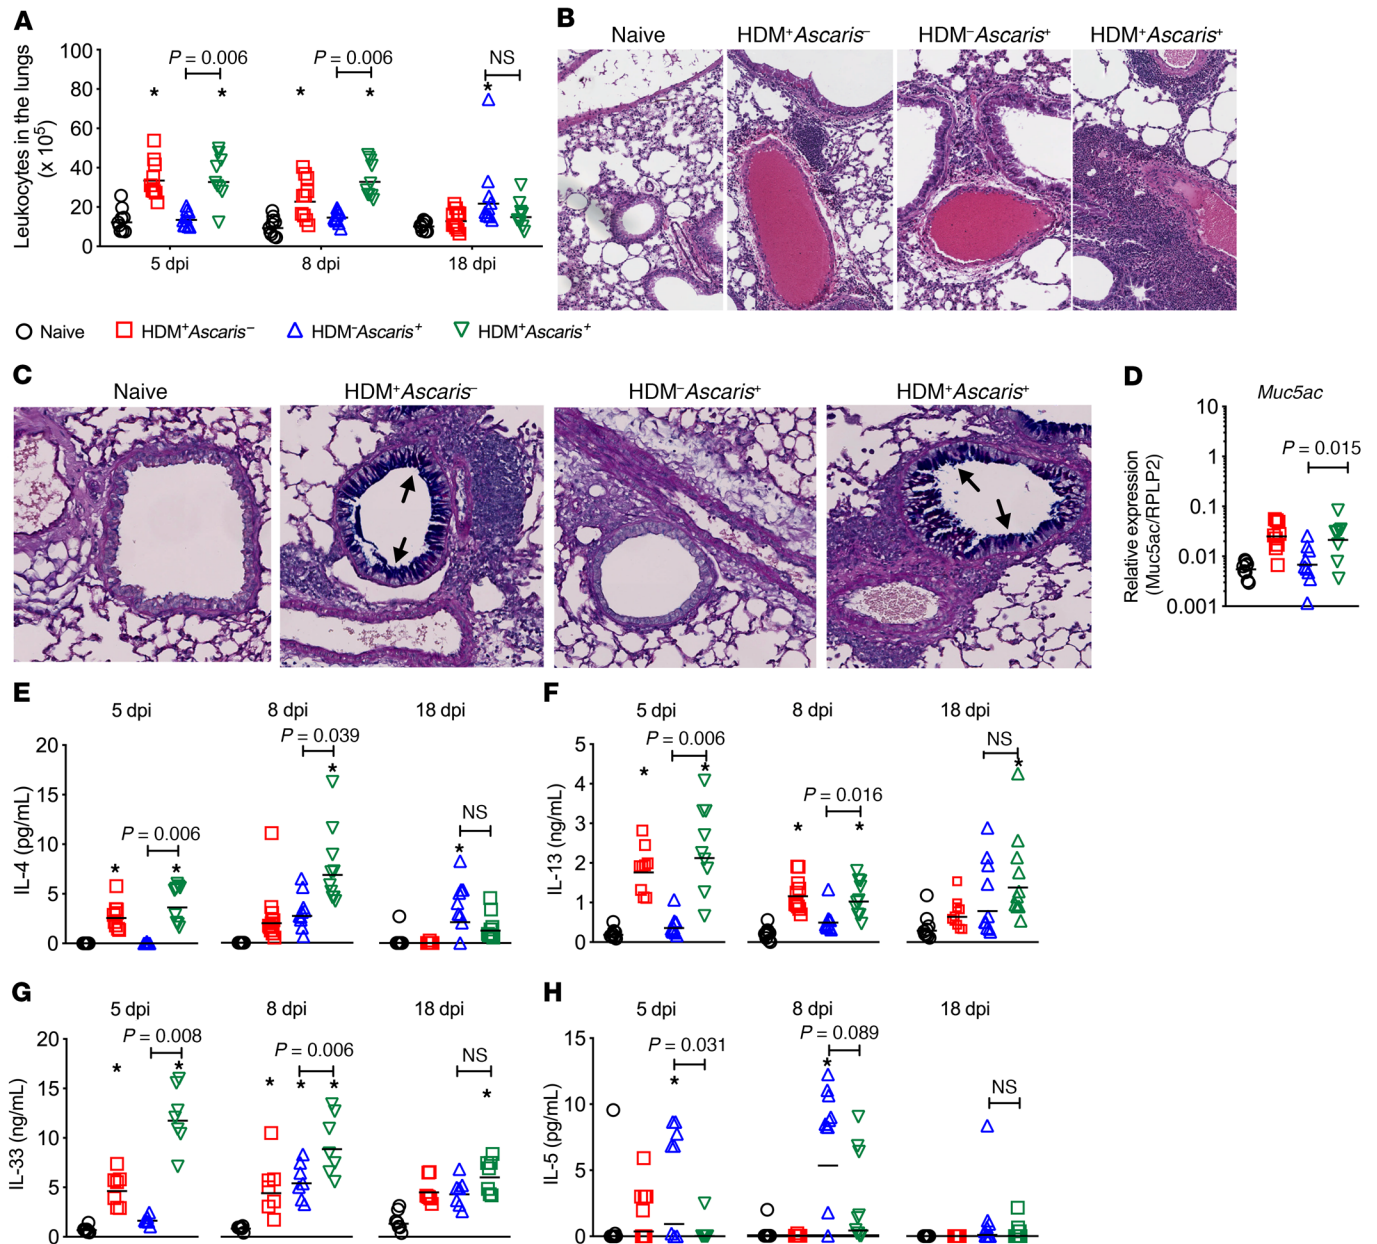 A
Leukocytes in the lungs
(x 10⁵)
100
80
60
40
20
0
P = 0.006
P = 0.006
NS
*
*
*
*
*
5 dpi
8 dpi
18 dpi
Naive
HDM⁺Ascaris⁻
HDM⁻Ascaris⁺
HDM⁺Ascaris⁺
B
Naive
HDM⁺Ascaris⁻
HDM⁻Ascaris⁺
HDM⁺Ascaris⁺
C
Naive
HDM⁺Ascaris⁻
HDM⁻Ascaris⁺
HDM⁺Ascaris⁺
D
Muc5ac
Relative expression
(Muc5ac/RPLP2)
10
1
0.1
0.01
0.001
P = 0.015
E
5 dpi
8 dpi
18 dpi
IL-4 (pg/mL)
20
15
10
5
0
P = 0.006
P = 0.039
NS
*
*
*
*
F
5 dpi
8 dpi
18 dpi
IL-13 (ng/mL)
5
4
3
2
1
0
P = 0.006
P = 0.016
NS
*
*
*
*
*
G
5 dpi
8 dpi
18 dpi
IL-33 (ng/mL)
20
15
10
5
0
P = 0.008
P = 0.006
NS
*
*
*
*
*
*
H
5 dpi
8 dpi
18 dpi
IL-5 (pg/mL)
15
10
5
0
P = 0.031
P = 0.089
NS
*
*